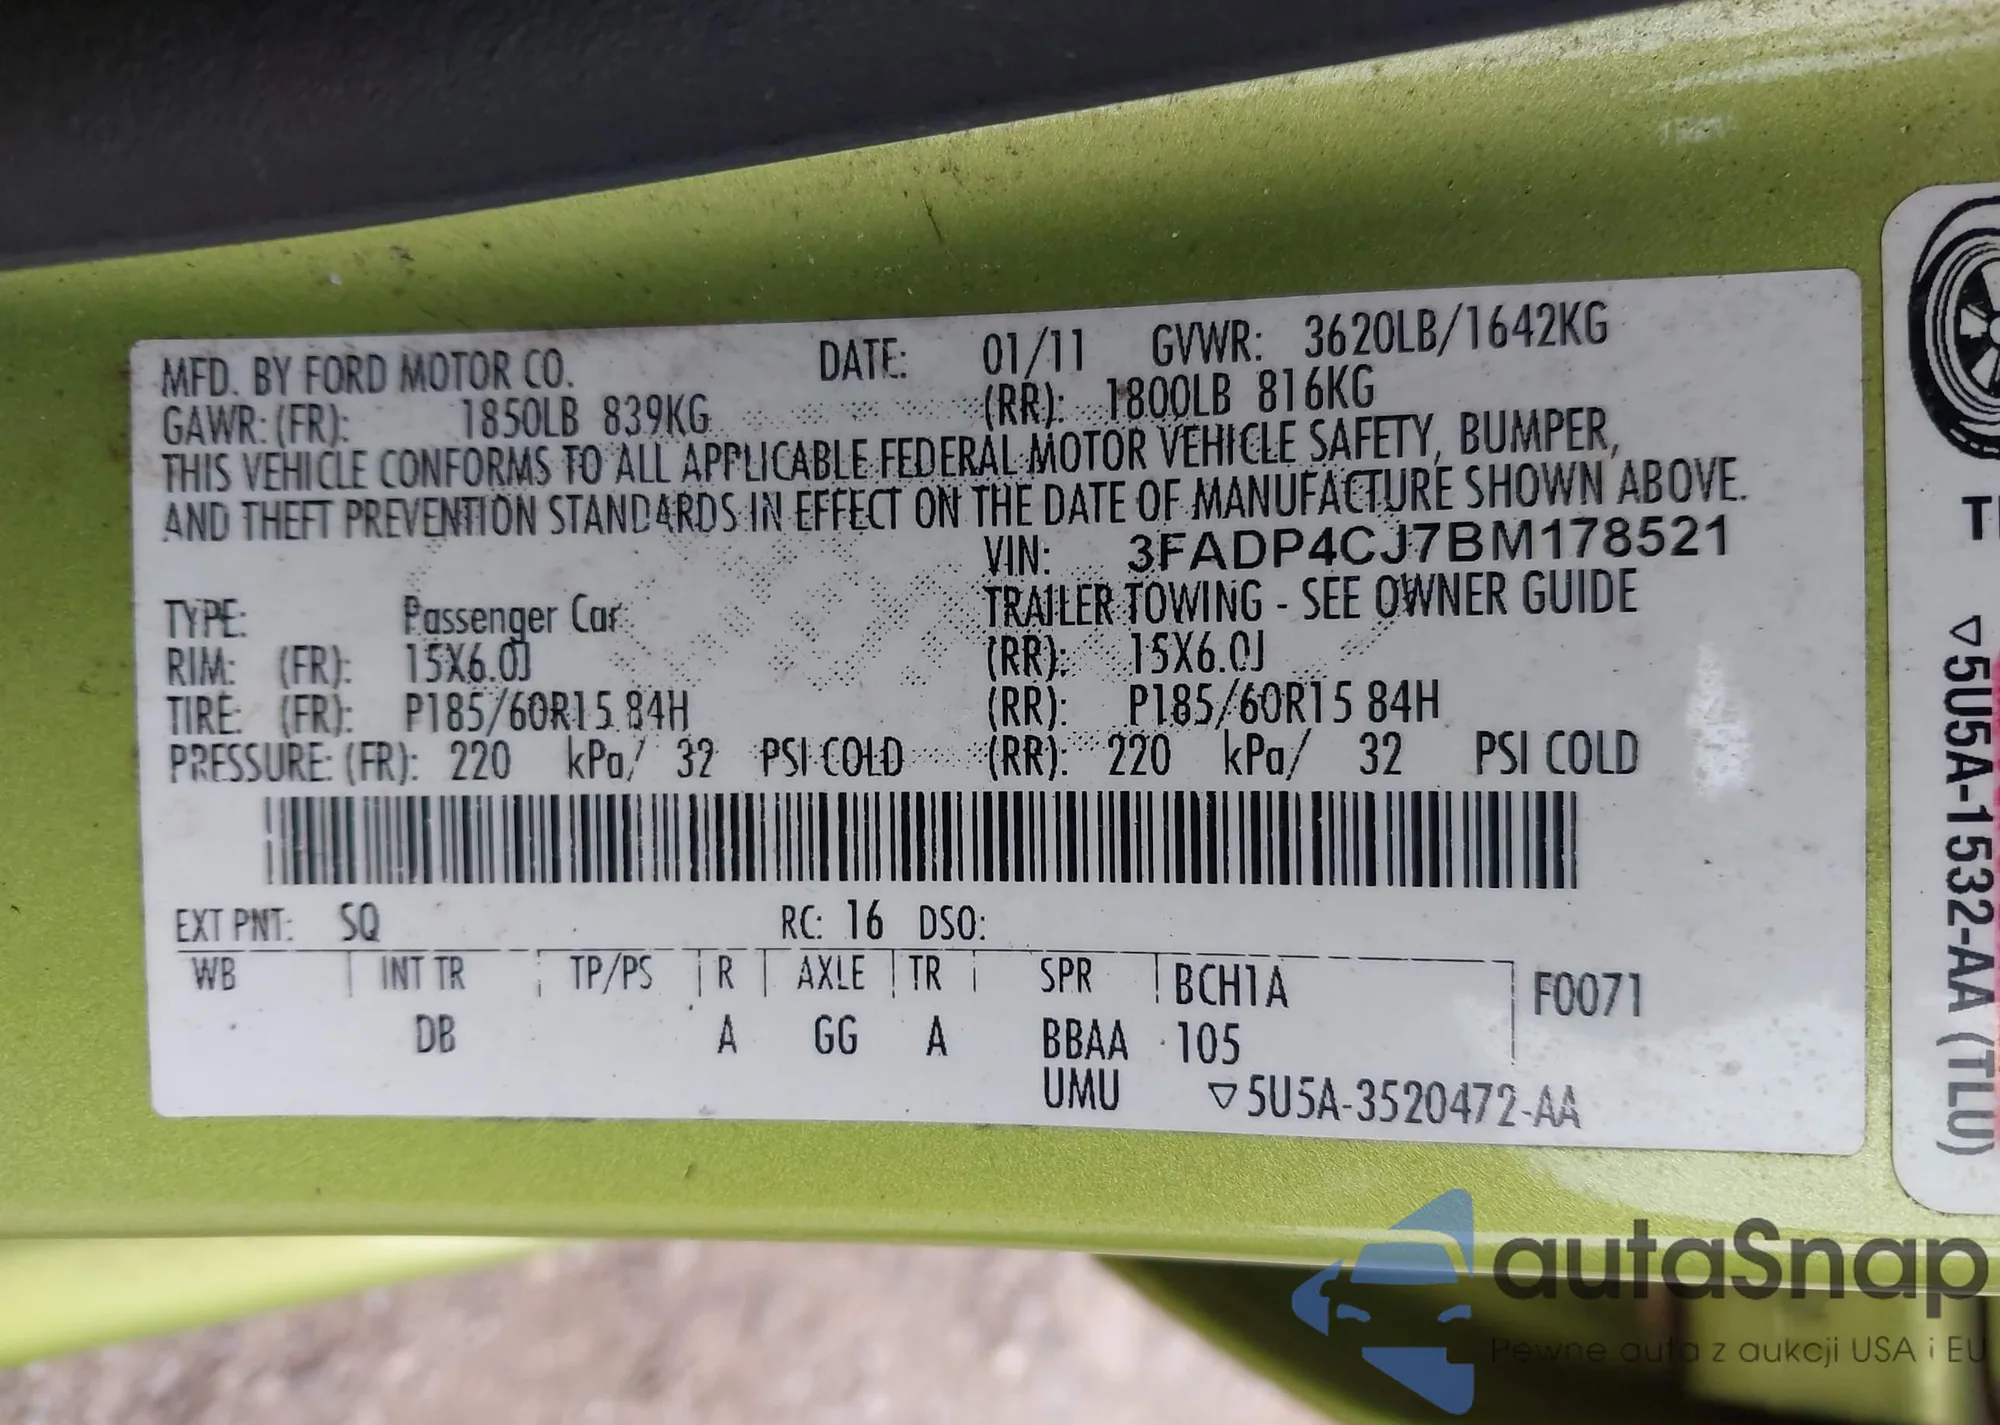 MFD. BY FORD MOTOR CO. DATE: 01/11 GVWR: 3620LB/1642KG
GAWR: (FR): 1850LB 839KG (RR): 1800LB 816KG
THIS VEHICLE CONFORMS TO ALL APPLICABLE FEDERAL MOTOR VEHICLE SAFETY, BUMPER,
AND THEFT PREVENTION STANDARDS IN EFFECT ON THE DATE OF MANUFACTURE SHOWN ABOVE.
VIN: 3FADP4CJ7BM178521
TYPE: Passenger Car TRAILER TOWING - SEE OWNER GUIDE
RIM: (FR): 15X6.0J (RR): 15X6.0J
TIRE: (FR): P185/60R15 84H (RR): P185/60R15 84H
PRESSURE: (FR): 220 kPa/ 32 PSI COLD (RR): 220 kPa/ 32 PSI COLD
EXT PNT: SQ RC: 16 DSO:
WB INT TR TP/PS R AXLE TR SPR BCH1A F0071
DB A GG A BBAA 105
UMU ▽5U5A-3520472-AA
▽5U5A-1532-AA (TLU)
autaSnap
Pewne auta z aukcji USA i EU